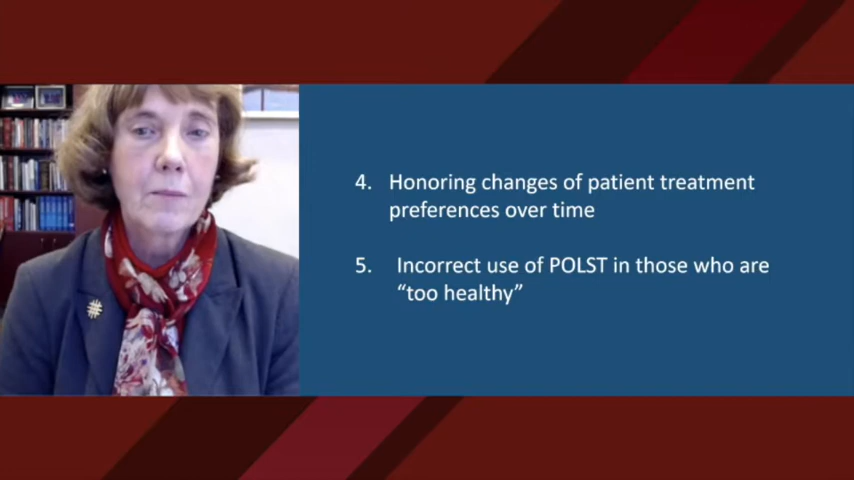 4. Honoring changes of patient treatment
preferences over time
5. Incorrect use of POLST in those who are
“too healthy”